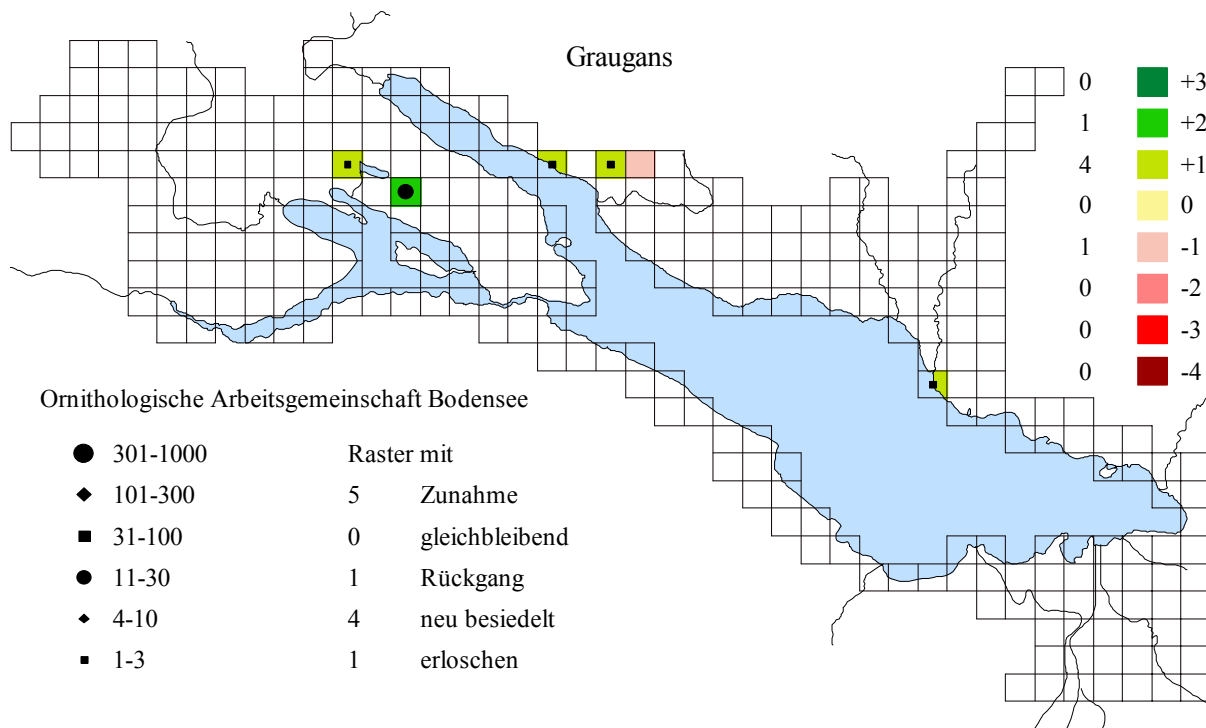 Graugans
0 +3
1 +2
4 +1
0 0
1 -1
0 -2
0 -3
0 -4
Ornithologische Arbeitsgemeinschaft Bodensee
301-1000 Raster mit
101-300 5 Zunahme
31-100 0 gleichbleibend
11-30 1 Rückgang
4-10 4 neu besiedelt
1-3 1 erloschen